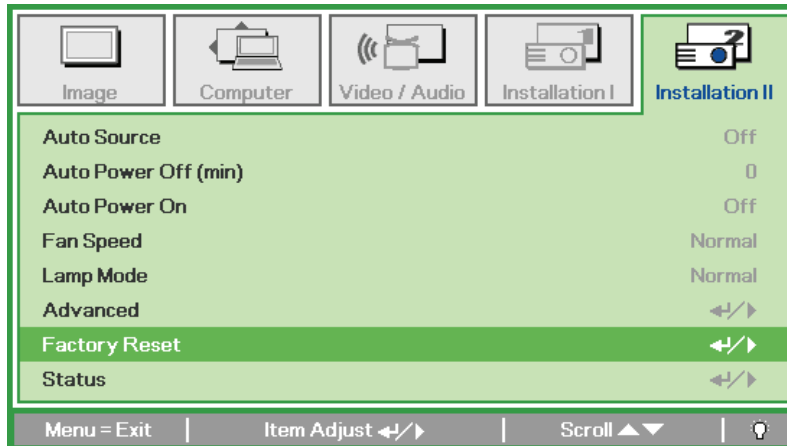 2
Image
Computer
Video / Audio
Installation I
Installation II
Auto Source Off
Auto Power Off (min) 0
Auto Power On Off
Fan Speed Normal
Lamp Mode Normal
Advanced ↵/▶
Factory Reset ↵/▶
Status ↵/▶
Menu = Exit | Item Adjust ↵/▶ | Scroll ▲▼ |